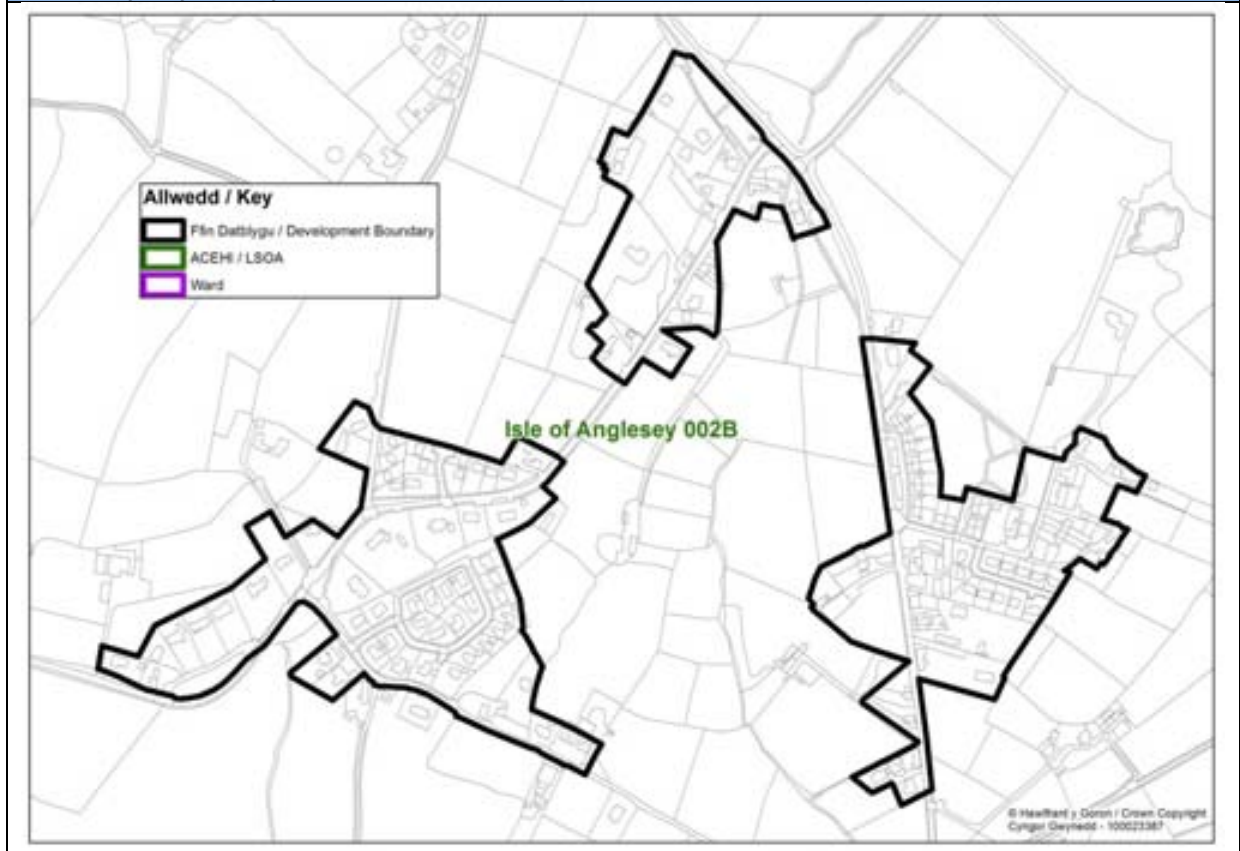 Allwedd / Key
Ffin Datblygu / Development Boundary
ACEHI / LSOA
Ward
Isle of Anglesey 002B
© Hawlfraint y Goron / Crown Copyright
Cyngor Gwynedd - 100023387